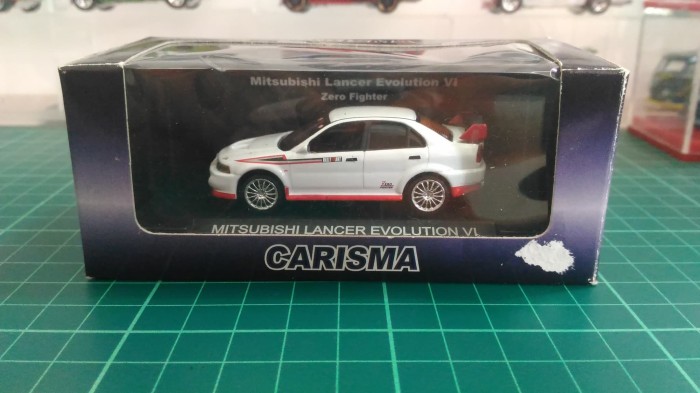 Mitsubishi Lancer Evolution VI
Zero Fighter
MITSUBISHI LANCER EVOLUTION VI
CARISMA